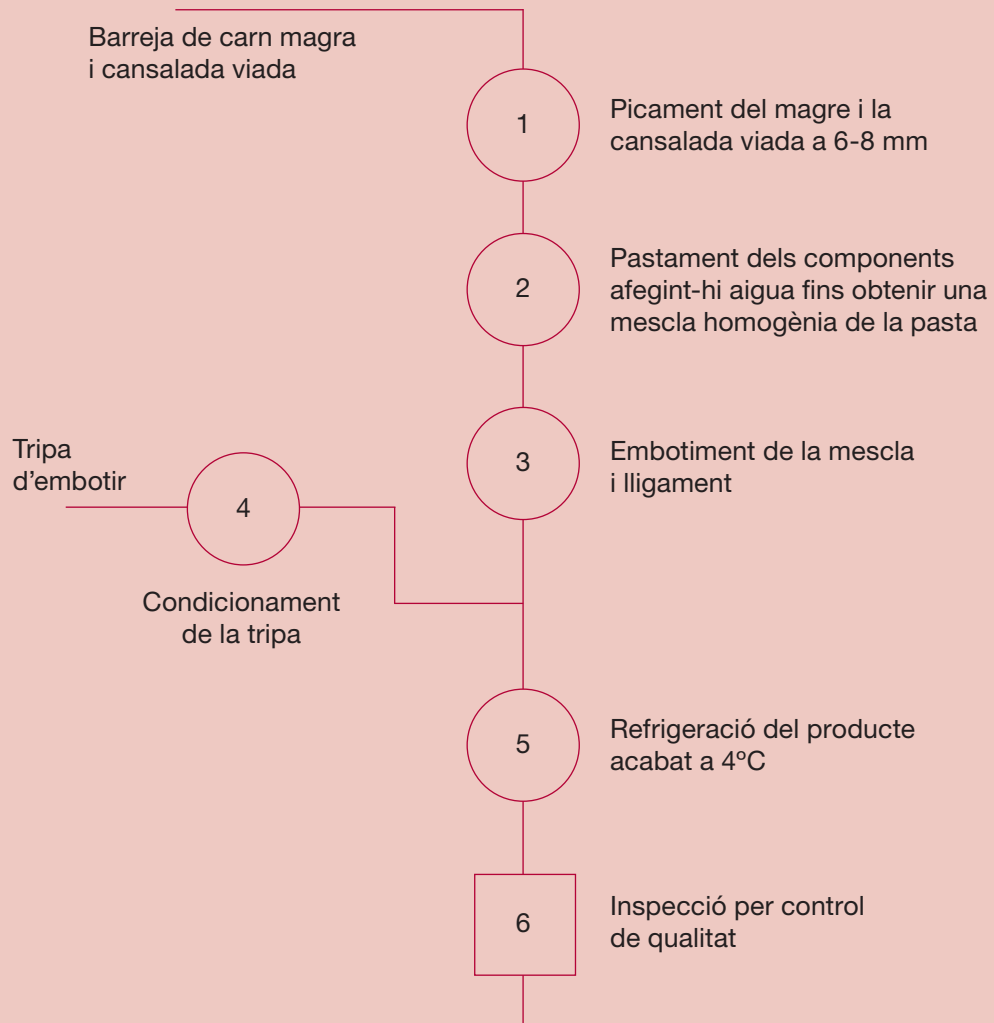 Barreja de carn magra
i cansalada viada
1
Picament del magre i la
cansalada viada a 6-8 mm
2
Pastament dels components
afegint-hi aigua fins obtenir una
mescla homogènia de la pasta
3
Embotiment de la mescla
i lligament
Tripa
d’embotir
4
Condicionament
de la tripa
5
Refrigeració del producte
acabat a 4ºC
6
Inspecció per control
de qualitat